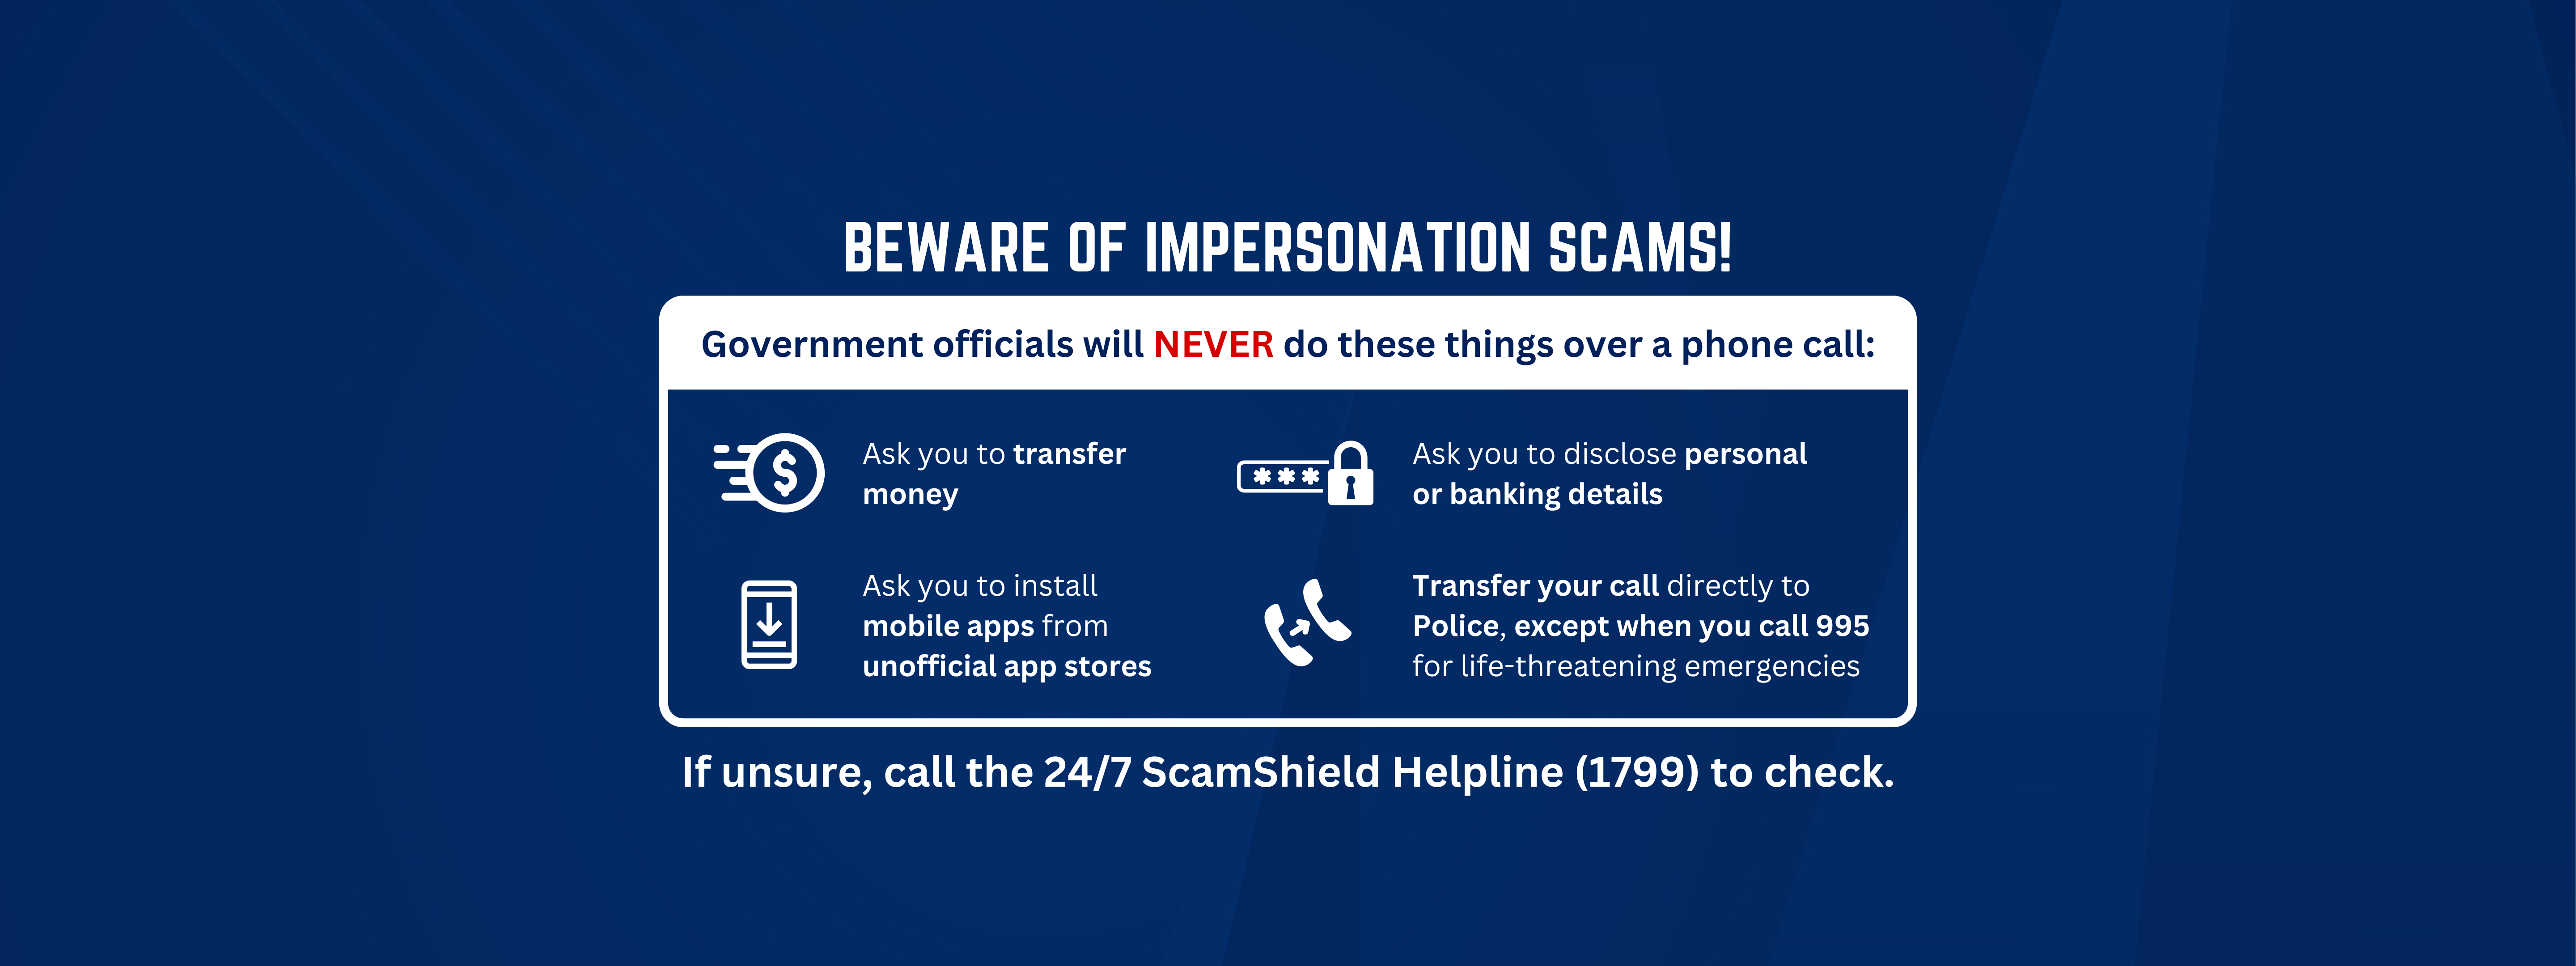 BEWARE OF IMPERSONATION SCAMS!
Government officials will NEVER do these things over a phone call:
Ask you to transfer
money
Ask you to disclose personal
or banking details
Ask you to install
mobile apps from
unofficial app stores
Transfer your call directly to
Police, except when you call 995
for life-threatening emergencies
If unsure, call the 24/7 ScamShield Helpline (1799) to check.